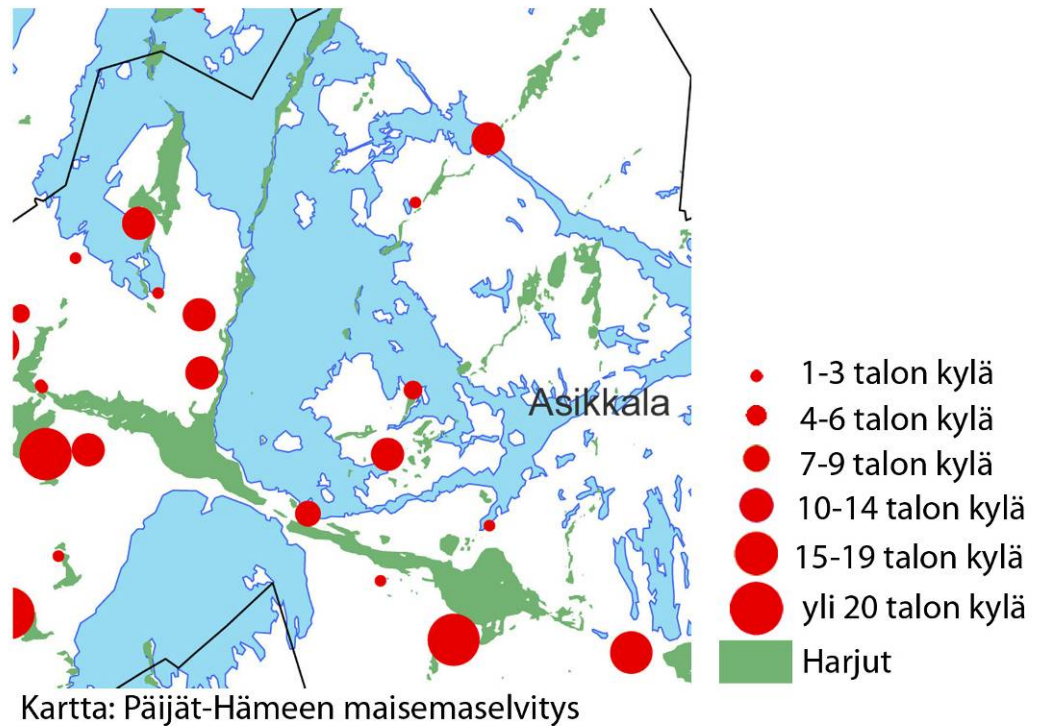 Asikkala
1-3 talon kylä
4-6 talon kylä
7-9 talon kylä
10-14 talon kylä
15-19 talon kylä
yli 20 talon kylä
Harjut
Kartta: Päijät-Hämeen maisemaselvitys